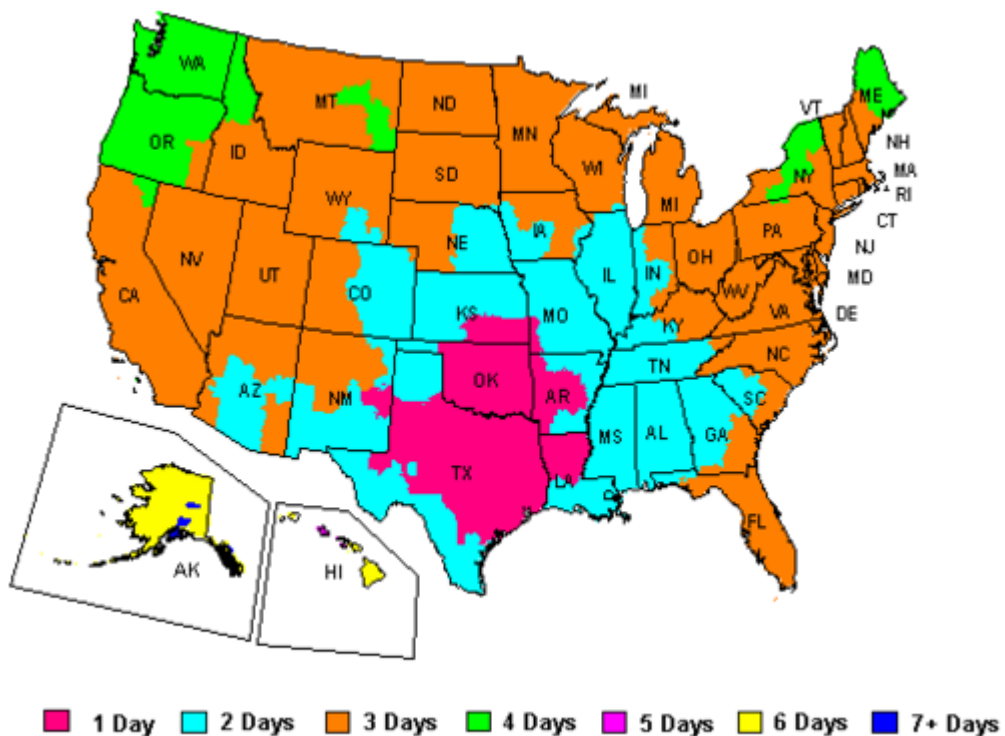 WA
MT
ND
MN
MI
VT
ME
NH
MA
RI
CT
NJ
MD
DE
OR
ID
SD
WI
MI
NY
WY
NE
IA
PA
OH
IN
IL
WV
VA
NV
UT
CO
KS
MO
KY
CA
NC
TN
AZ
NM
OK
AR
SC
MS
AL
GA
TX
LA
FL
AK
HI
1 Day 2 Days 3 Days 4 Days 5 Days 6 Days 7+ Days